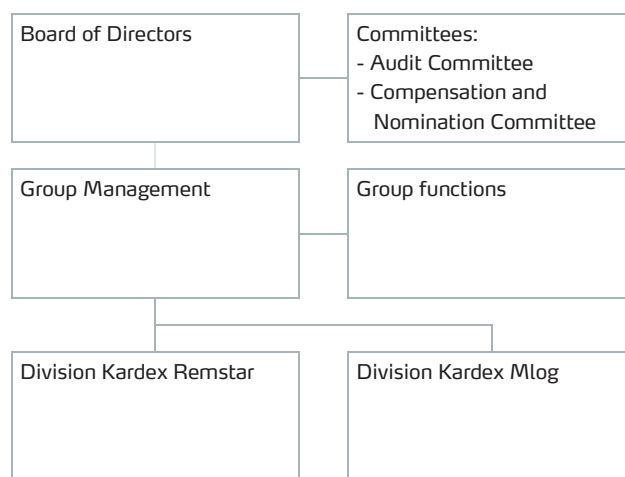 Board of Directors
Committees:
- Audit Committee
- Compensation and
Nomination Committee
Group Management
Group functions
Division Kardex Remstar
Division Kardex Mlog